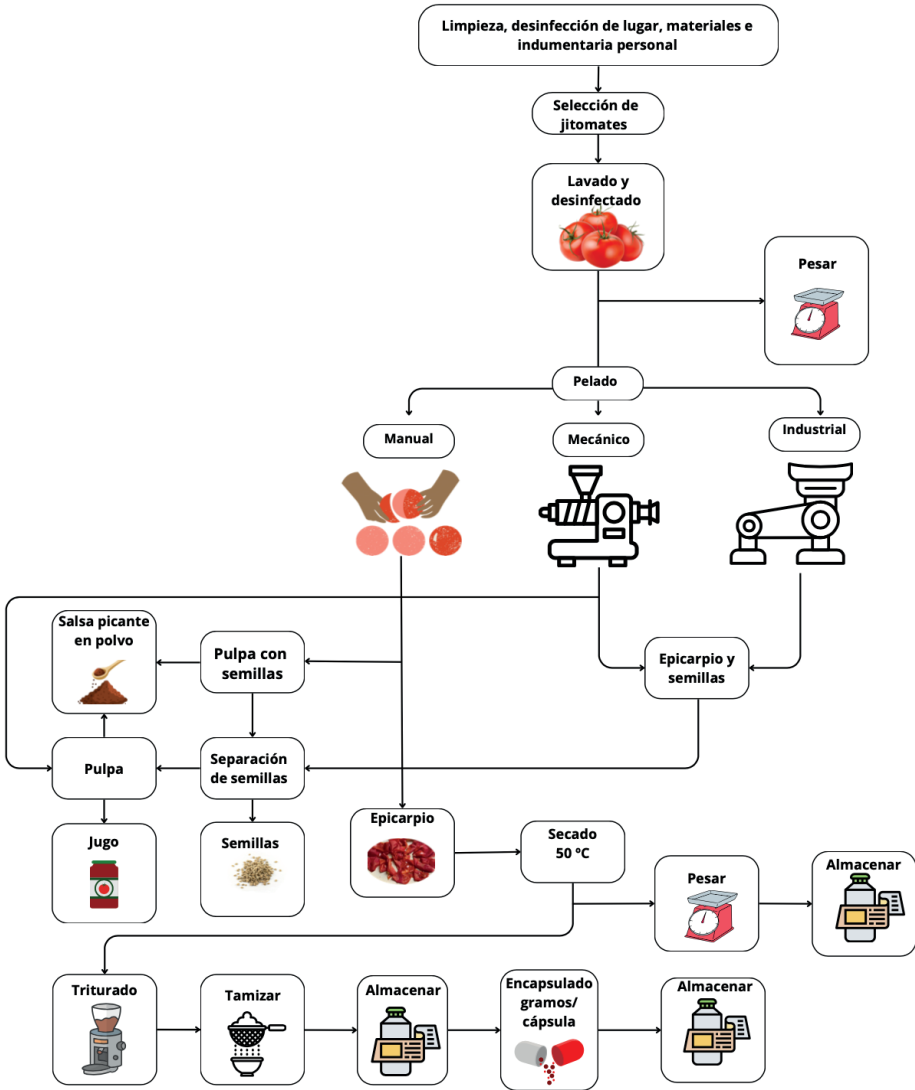 Limpieza, desinfección de lugar, materiales e
indumentaria personal
Selección de
jitomates
Lavado y
desinfectado
Pesar
Pelado
Manual
Mecánico
Industrial
Salsa picante
en polvo
Pulpa con
semillas
Epicarpio y
semillas
Pulpa
Separación
de semillas
Jugo
Semillas
Epicarpio
Secado
50 °C
Pesar
Almacenar
Triturado
Tamizar
Almacenar
Encapsulado
gramos/
cápsula
Almacenar